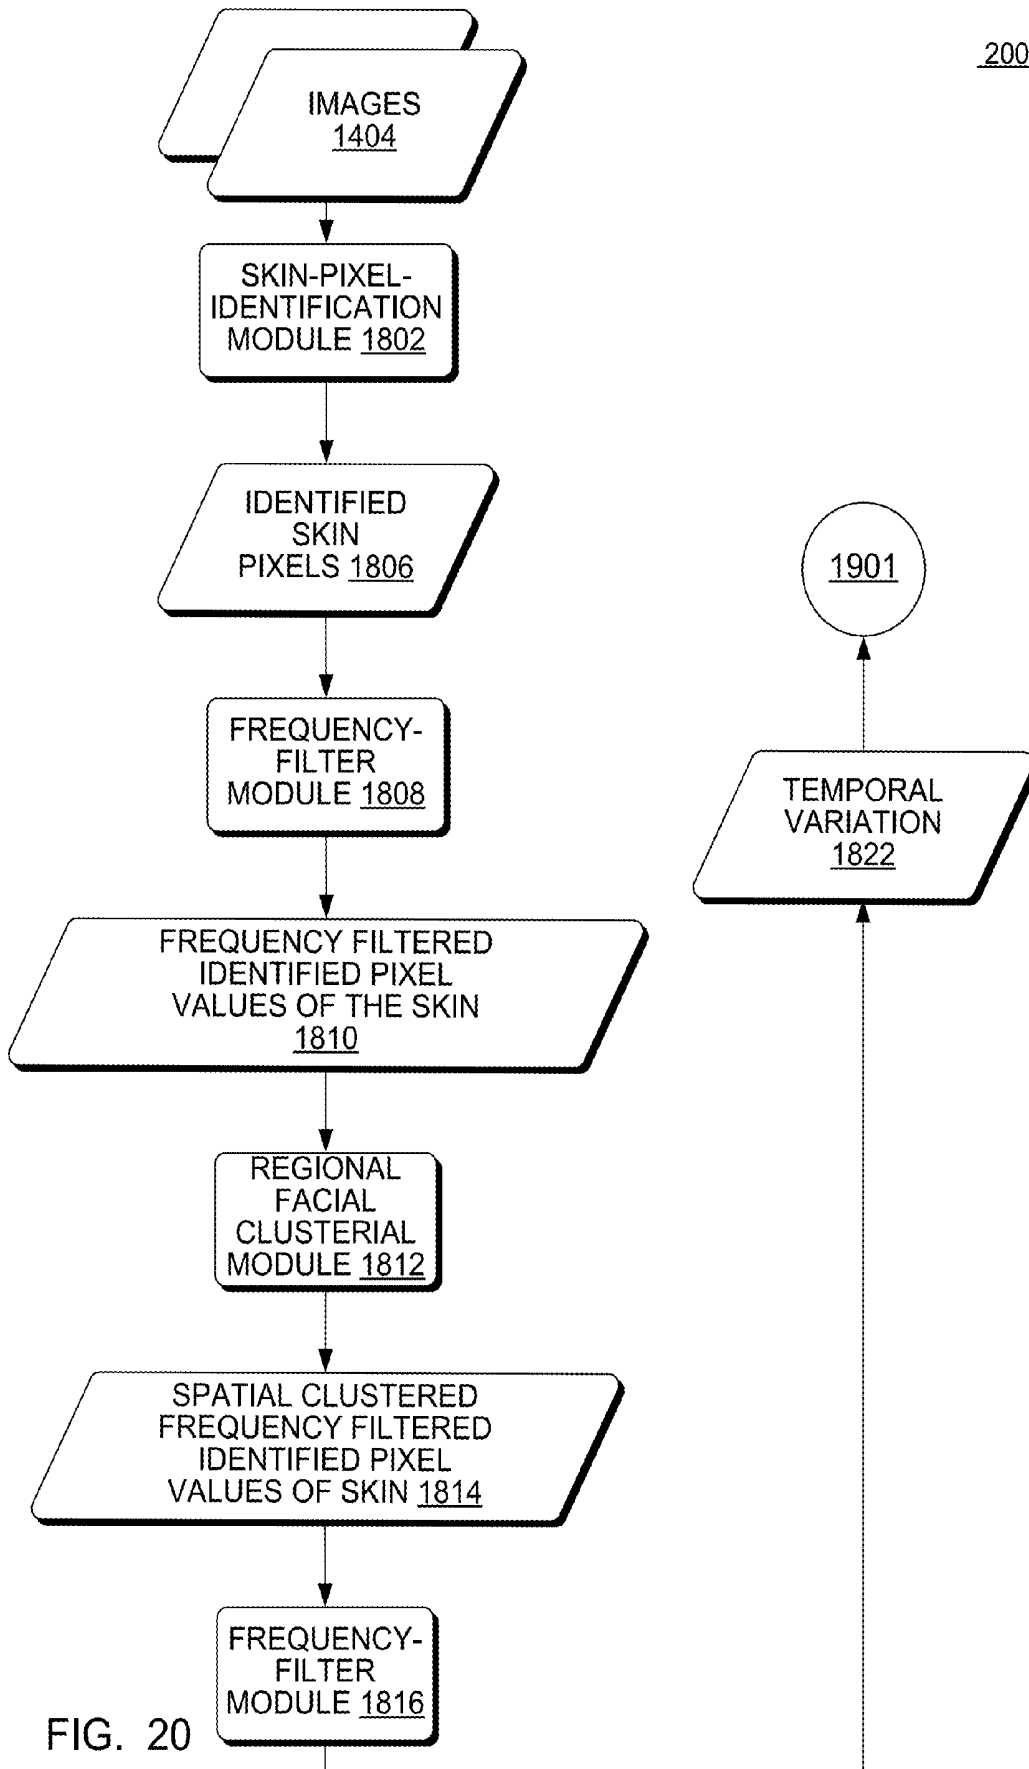 200
IMAGES
1404
SKIN-PIXEL-
IDENTIFICATION
MODULE 1802
IDENTIFIED
SKIN
PIXELS 1806
FREQUENCY-
FILTER
MODULE 1808
FREQUENCY FILTERED
IDENTIFIED PIXEL
VALUES OF THE SKIN
1810
REGIONAL
FACIAL
CLUSTERIAL
MODULE 1812
SPATIAL CLUSTERED
FREQUENCY FILTERED
IDENTIFIED PIXEL
VALUES OF SKIN 1814
FREQUENCY-
FILTER
MODULE 1816
1901
TEMPORAL
VARIATION
1822
FIG. 20